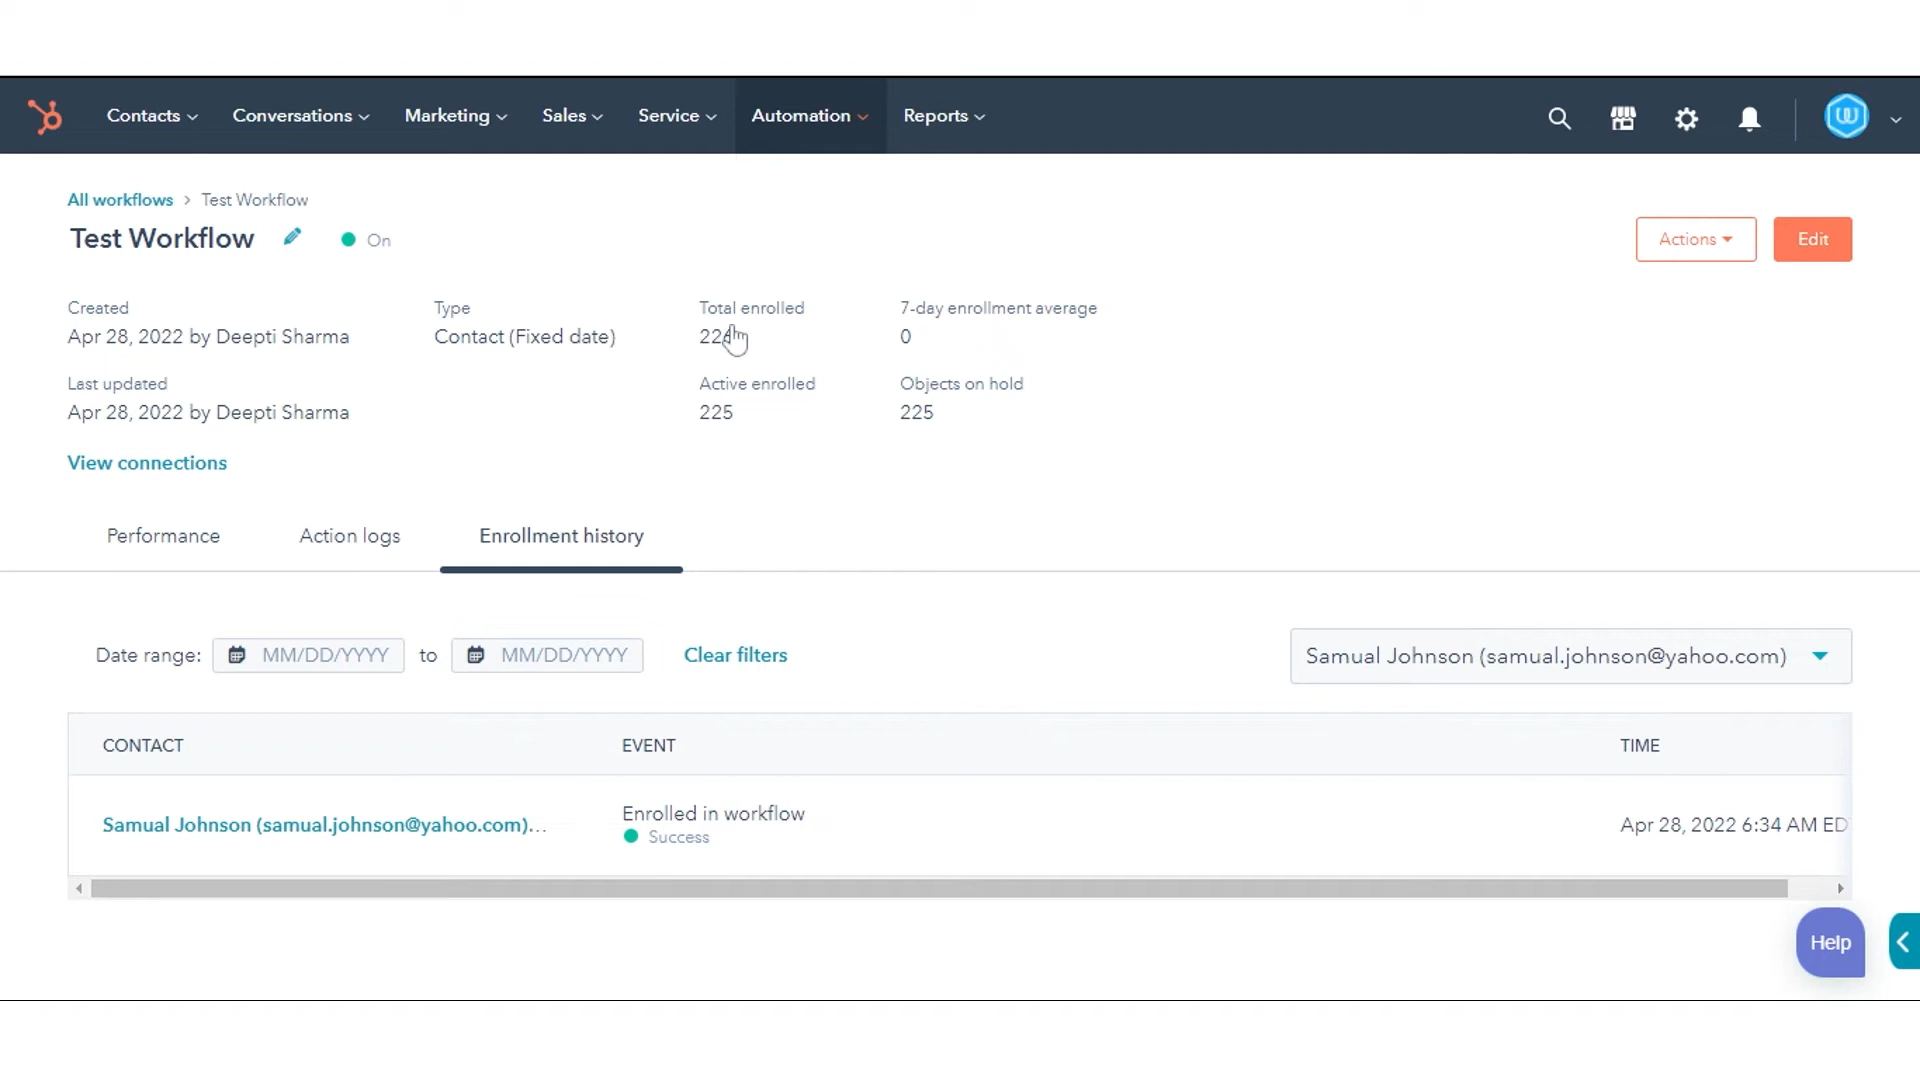 Contacts Conversations Marketing Sales Service Automation Reports
All workflows > Test Workflow
Test Workflow On
Actions Edit
Created Type Total enrolled 7-day enrollment average
Apr 28, 2022 by Deepti Sharma Contact (Fixed date) 0
Last updated Active enrolled Objects on hold
Apr 28, 2022 by Deepti Sharma 225 225
View connections
Performance Action logs Enrollment history
Date range: MM/DD/YYYY to MM/DD/YYYY Clear filters Samual Johnson (samual.johnson@yahoo.com)
CONTACT EVENT TIME
Samual Johnson (samual.johnson@yahoo.com)... Enrolled in workflow Apr 28, 2022 6:34 AM ED
Success
Help